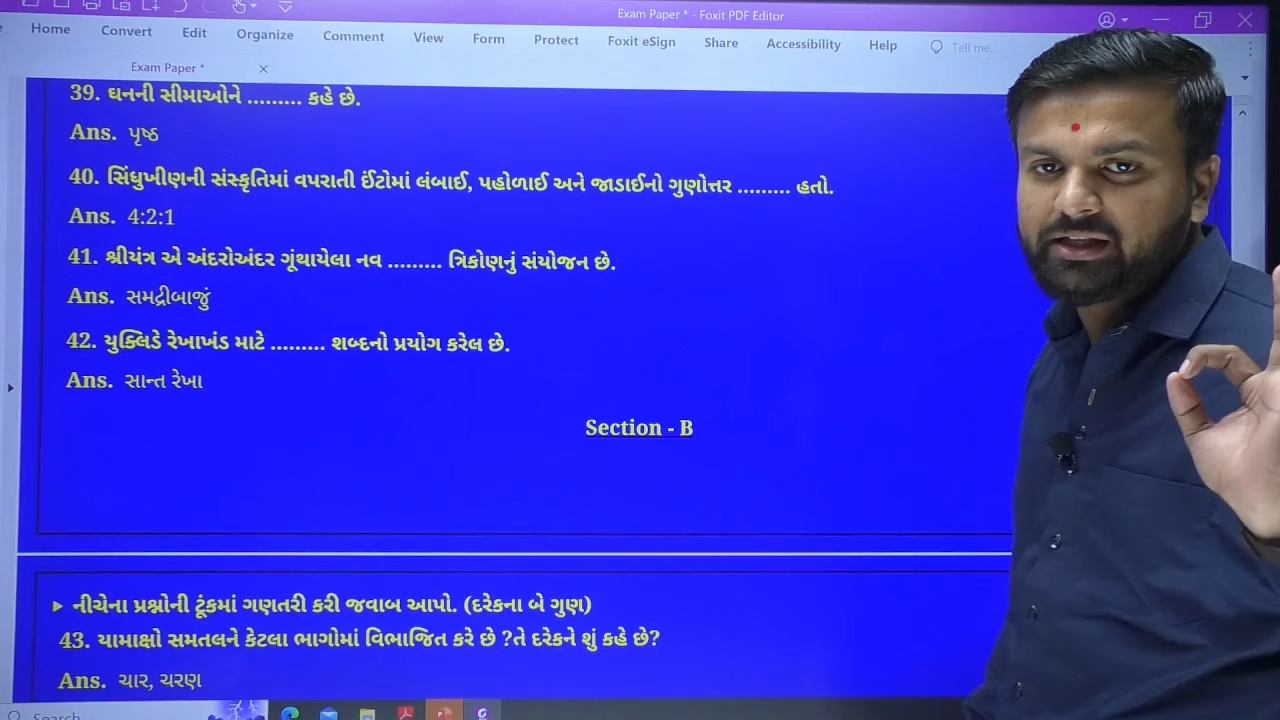 Exam Paper * - Foxit PDF Editor
Home Convert Edit Organize Comment View Form Protect Foxit eSign Share Accessibility Help Tell me...
Exam Paper *
39. ઘનની સીમાઓને ......... કહે છે.
Ans. પૃષ્ઠ
40. સિંધુખીણની સંસ્કૃતિમાં વપરાતી ઈંટોમાં લંબાઈ, પહોળાઈ અને જાડાઈનો ગુણોત્તર ......... હતો.
Ans. 4:2:1
41. શ્રીયંત્ર એ અંદરોઅંદર ગૂંથાયેલા નવ ......... ત્રિકોણનું સંયોજન છે.
Ans. સમદ્રીબાજું
42. યુક્લિડે રેખાખંડ માટે ......... શબ્દનો પ્રયોગ કરેલ છે.
Ans. સાન્ત રેખા
Section - B
▸ નીચેના પ્રશ્નોની ટૂંકમાં ગણતરી કરી જવાબ આપો. (દરેકના બે ગુણ)
43. યામાક્ષો સમતલને કેટલા ભાગોમાં વિભાજિત કરે છે ?તે દરેકને શું કહે છે?
Ans. ચાર, ચરણ
Search